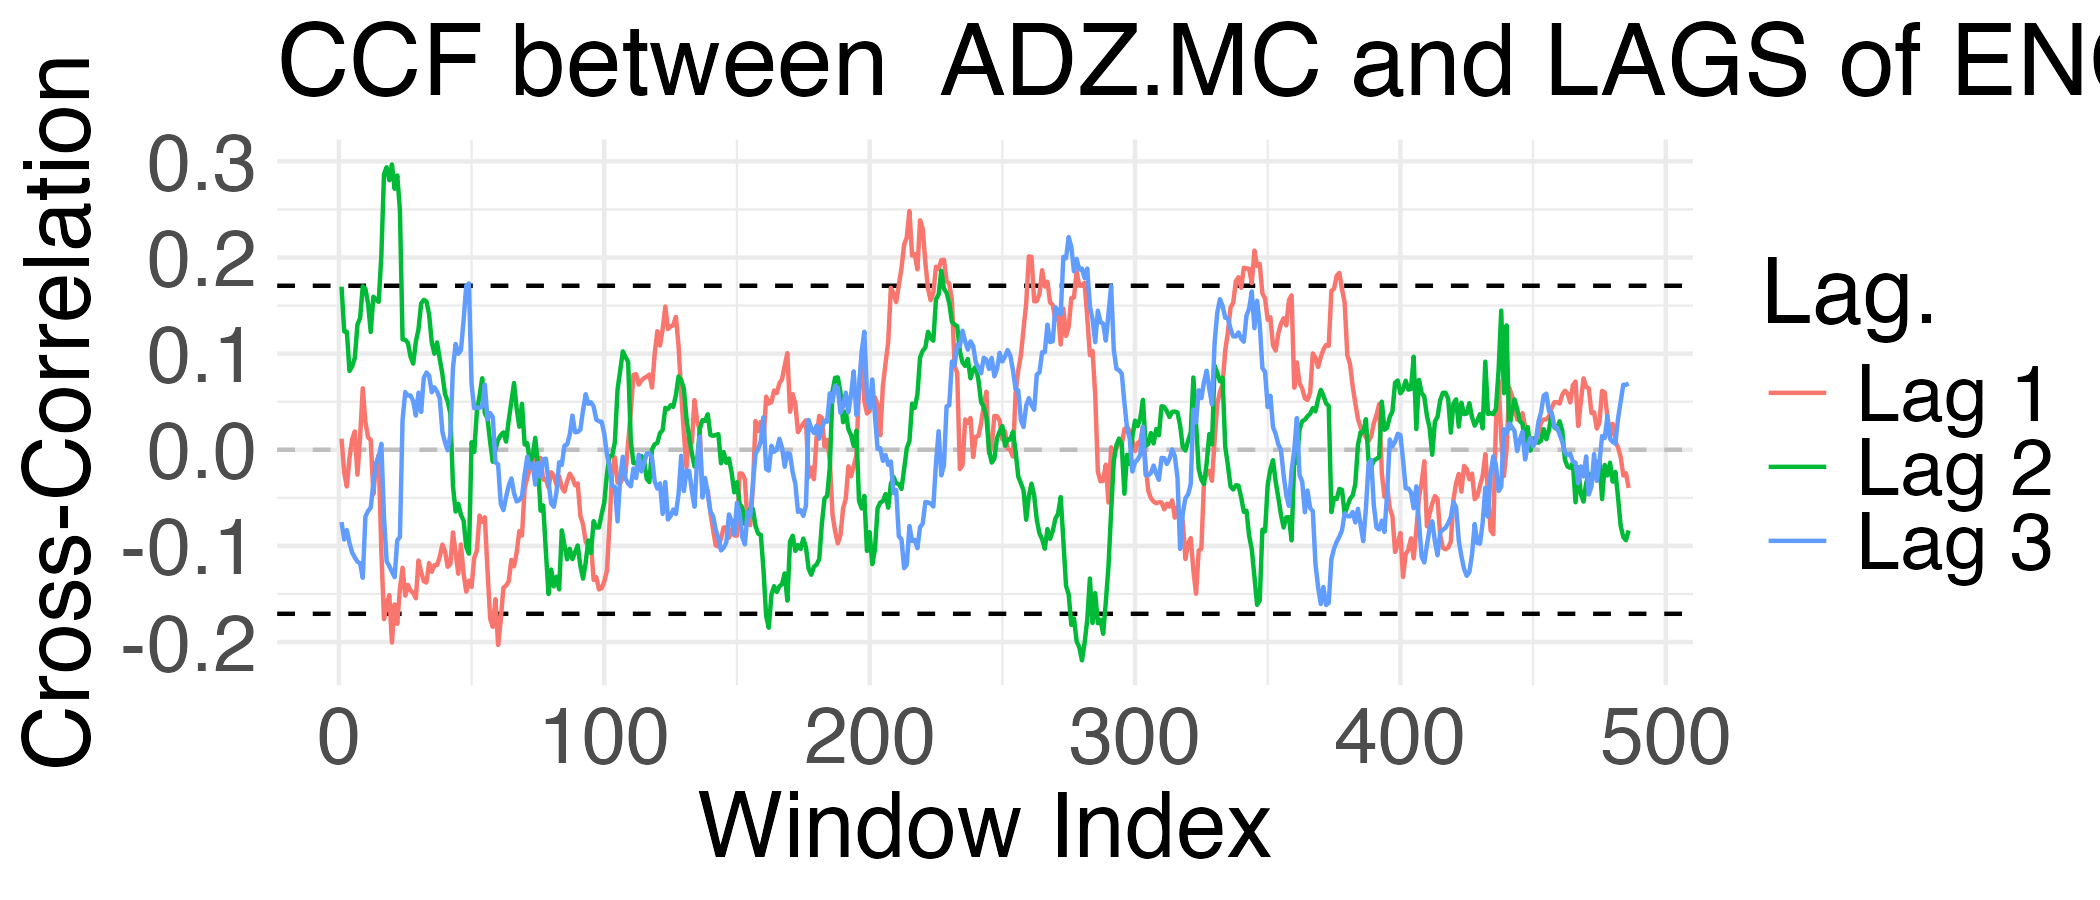 CCF between ADZ.MC and LAGS of
Cross-Correlation
0.3
0.2
0.1
0.0
-0.1
-0.2
0 100 200 300 400 500
Window Index
Lag.
Lag 1
Lag 2
Lag 3